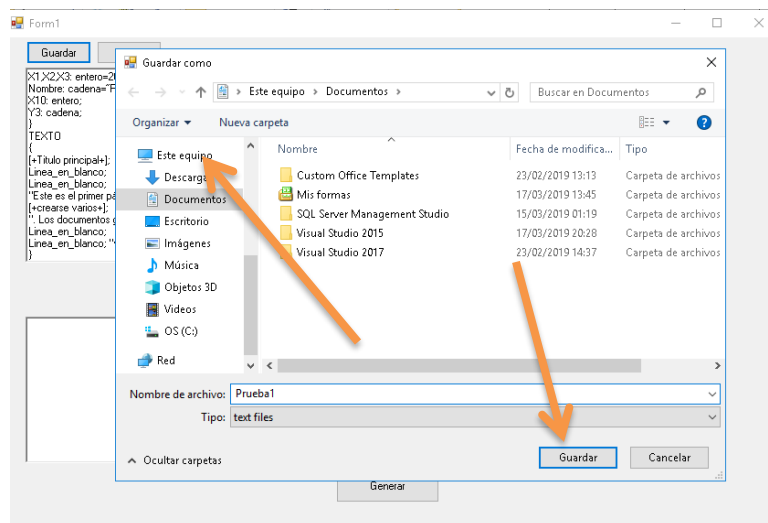 Form1
Guardar
Guardar como
Este equipo > Documentos >
Buscar en Documentos
Organizar
Nueva carpeta
Este equipo
Descarga
Documentos
Escritorio
Imágenes
Música
Objetos 3D
Videos
OS (C:)
Red
Nombre
Fecha de modifica...
Tipo
Custom Office Templates
23/02/2019 13:13
Carpeta de archivos
Mis formas
17/03/2019 13:45
Carpeta de archivos
SQL Server Management Studio
15/03/2019 01:19
Carpeta de archivos
Visual Studio 2015
17/03/2019 20:28
Carpeta de archivos
Visual Studio 2017
23/02/2019 14:37
Carpeta de archivos
Nombre de archivo: Prueba1
Tipo: text files
Ocultar carpetas
Guardar
Cancelar
X1,X2,X3: entero=20
Nombre: cadena="F
X10: entero;
Y3: cadena;
}
TEXTO
{
[+Titulo principal+];
Linea_en_blanco;
Linea_en_blanco;
"Este es el primer pá
[+crearse varios+];
". Los documentos g
Linea_en_blanco;
Linea_en_blanco; "
}
Generar